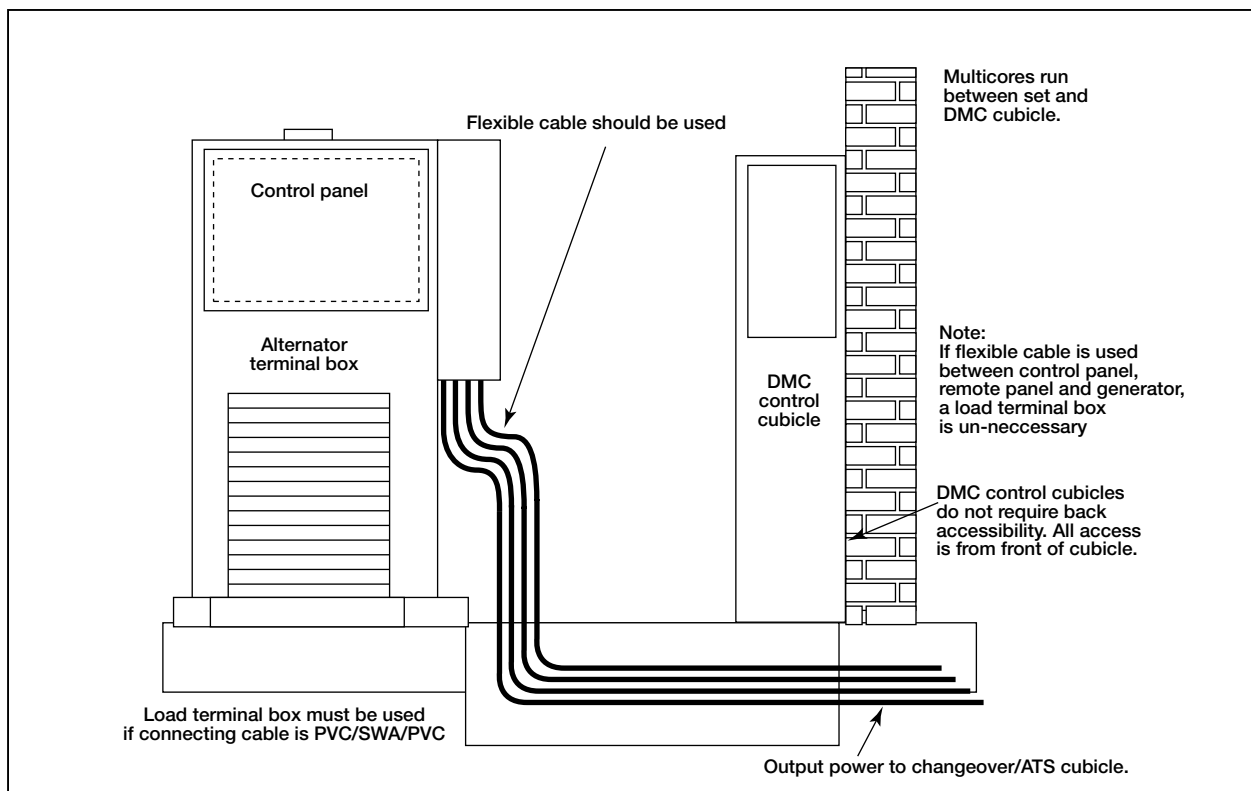 Multicores run
between set and
DMC cubicle.
Flexible cable should be used
Control panel
Alternator
terminal box
DMC
control
cubicle
Note:
If flexible cable is used
between control panel,
remote panel and generator,
a load terminal box
is un-neccessary
DMC control cubicles
do not require back
accessibility. All access
is from front of cubicle.
Load terminal box must be used
if connecting cable is PVC/SWA/PVC
Output power to changeover/ATS cubicle.